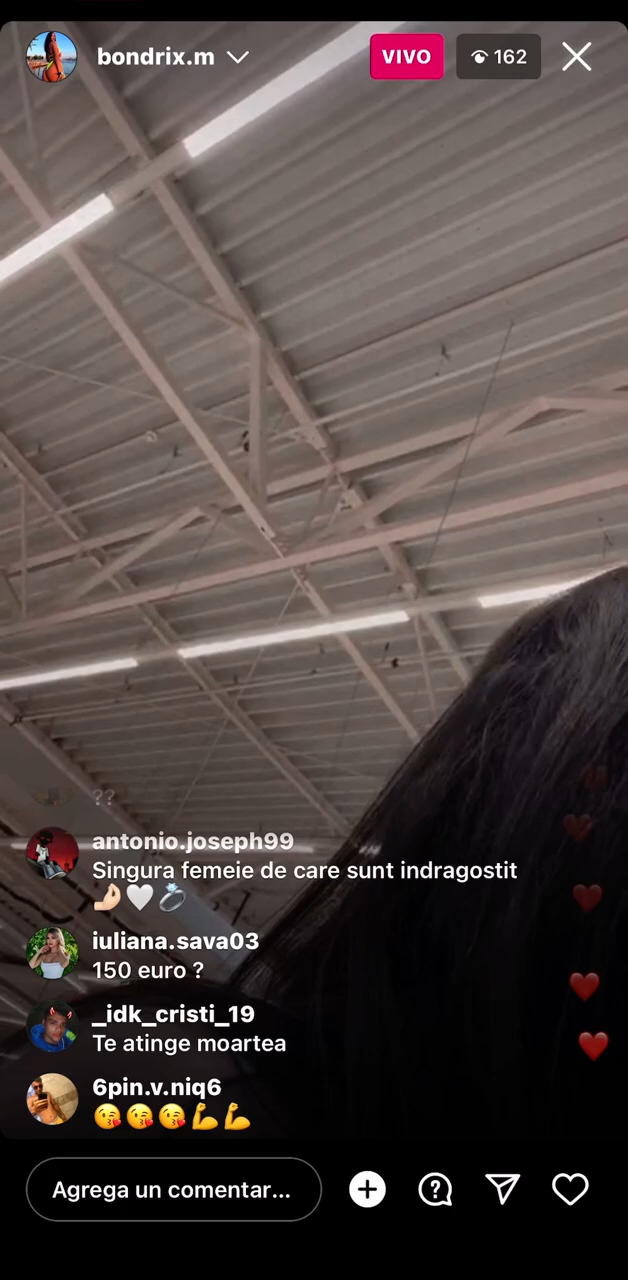 bondrix.m
VIVO
162
??
antonio.joseph99
Singura femeie de care sunt indragostit
🤌🏻🤍💍
iuliana.sava03
150 euro ?
_idk_cristi_19
Te atinge moartea
6pin.v.niq6
😘😘😘💪💪
Agrega un comentar...